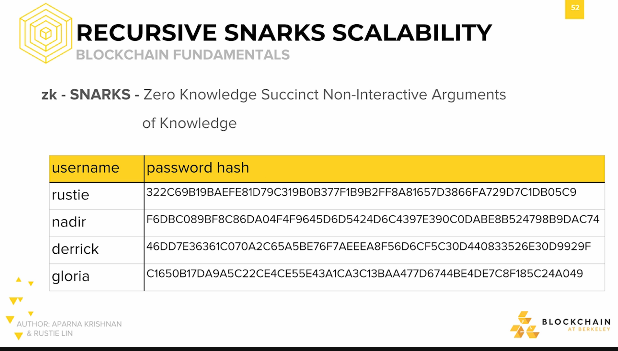 52
RECURSIVE SNARKS SCALABILITY
BLOCKCHAIN FUNDAMENTALS
zk - SNARKS - Zero Knowledge Succinct Non-Interactive Arguments
of Knowledge
username password hash
rustie 322C69B19BAEFE81D79C319B0B377F1B9B2FF8A81657D3866FA729D7C1DB05C9
nadir F6DBC089BF8C86DA04F4F9645D6D5424D6C4397E390C0DABE8B524798B9DAC74
derrick 46DD7E36361C070A2C65A5BE76F7AEEEA8F56D6CF5C30D440833526E30D9929F
gloria C1650B17DA9A5C22CE4CE55E43A1CA3C13BAA477D6744BE4DE7C8F185C24A049
AUTHOR: APARNA KRISHNAN
& RUSTIE LIN
BLOCKCHAIN
AT BERKELEY